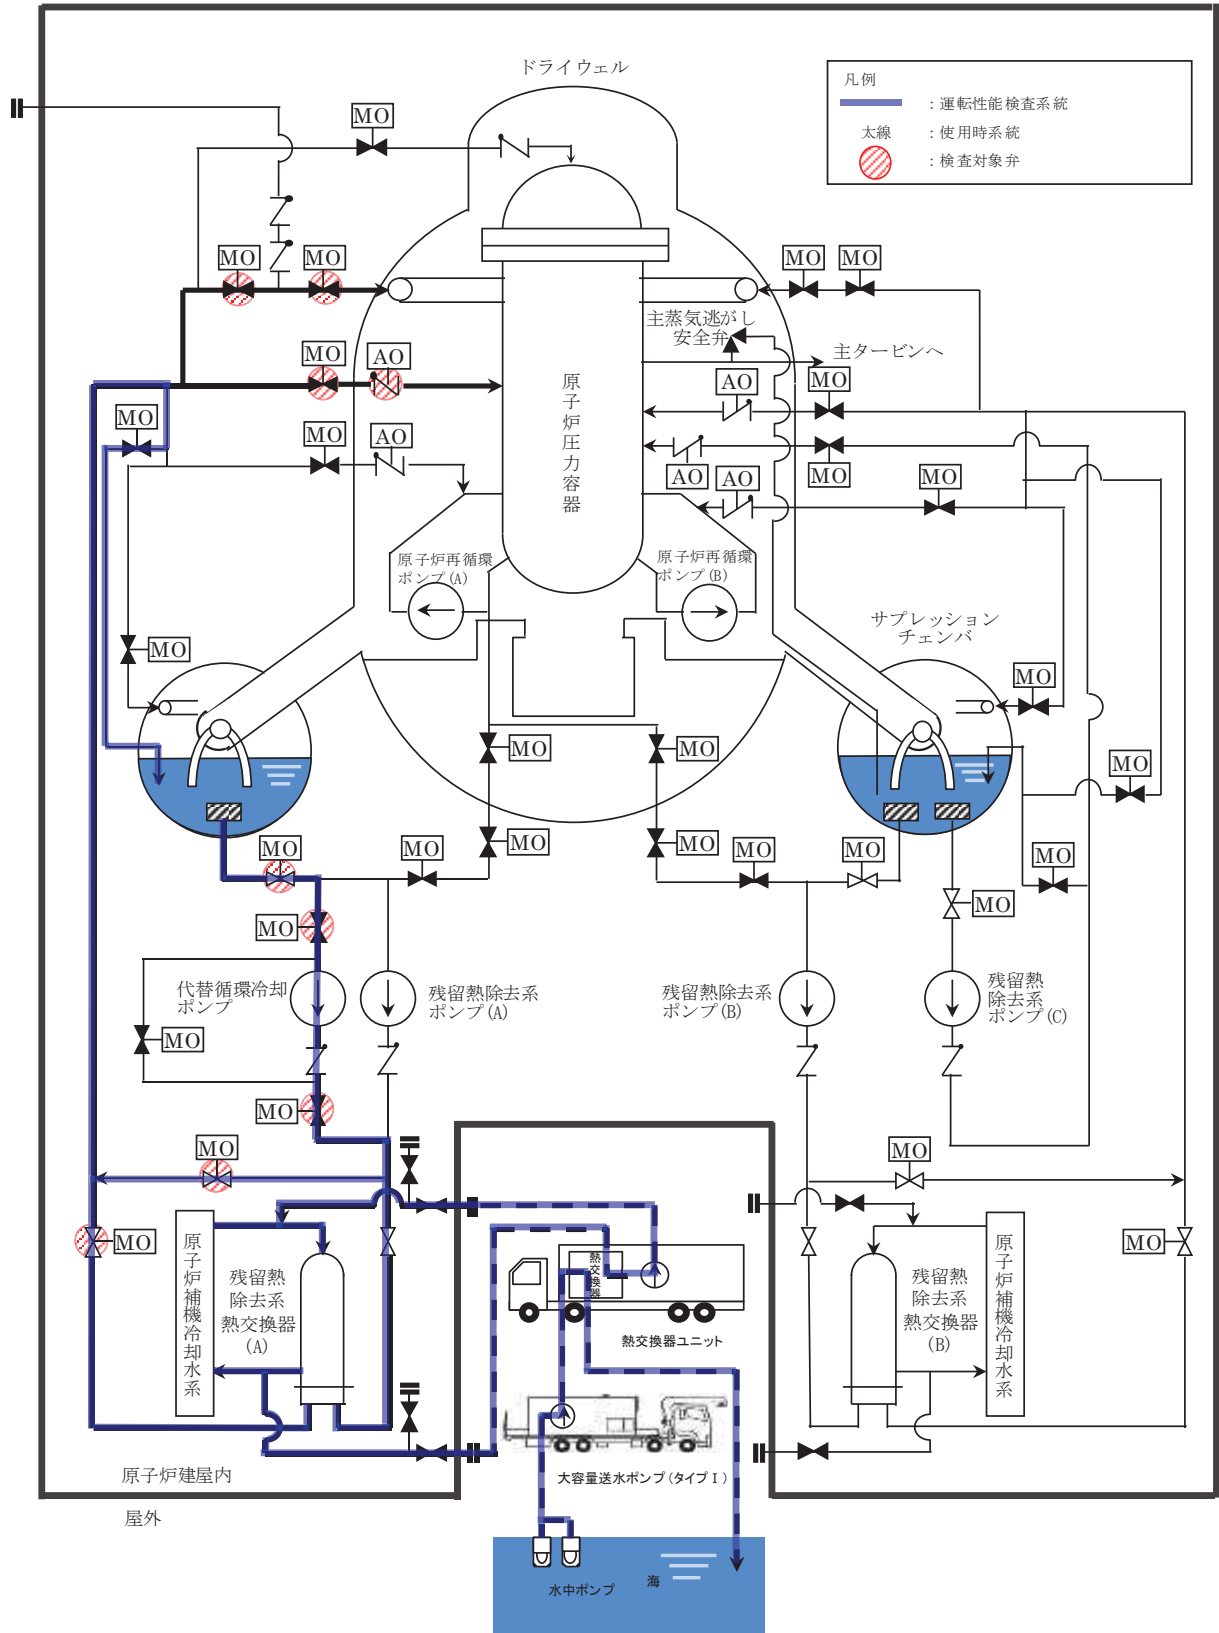 ドライウェル
凡例
：運転性能検査系統
太線 ：使用時系統
：検査対象弁
MO
MO
MO
MO
MO
主蒸気逃がし
安全弁
主タービンへ
MO
AO
AO
MO
MO
MO
AO
原子炉圧力容器
AO
AO
MO
MO
原子炉再循環
ポンプ(A)
原子炉再循環
ポンプ(B)
サプレッション
チェンバ
MO
MO
MO
MO
MO
MO
MO
MO
MO
MO
MO
MO
MO
MO
代替循環冷却
ポンプ
残留熱除去系
ポンプ(A)
残留熱除去系
ポンプ(B)
残留熱
除去系
ポンプ(C)
MO
MO
MO
MO
MO
MO
原子炉補機冷却水系
残留熱
除去系
熱交換器
(A)
熱交換器
熱交換器ユニット
残留熱
除去系
熱交換器
(B)
原子炉補機冷却水系
大容量送水ポンプ(タイプⅠ)
原子炉建屋内
屋外
水中ポンプ
海